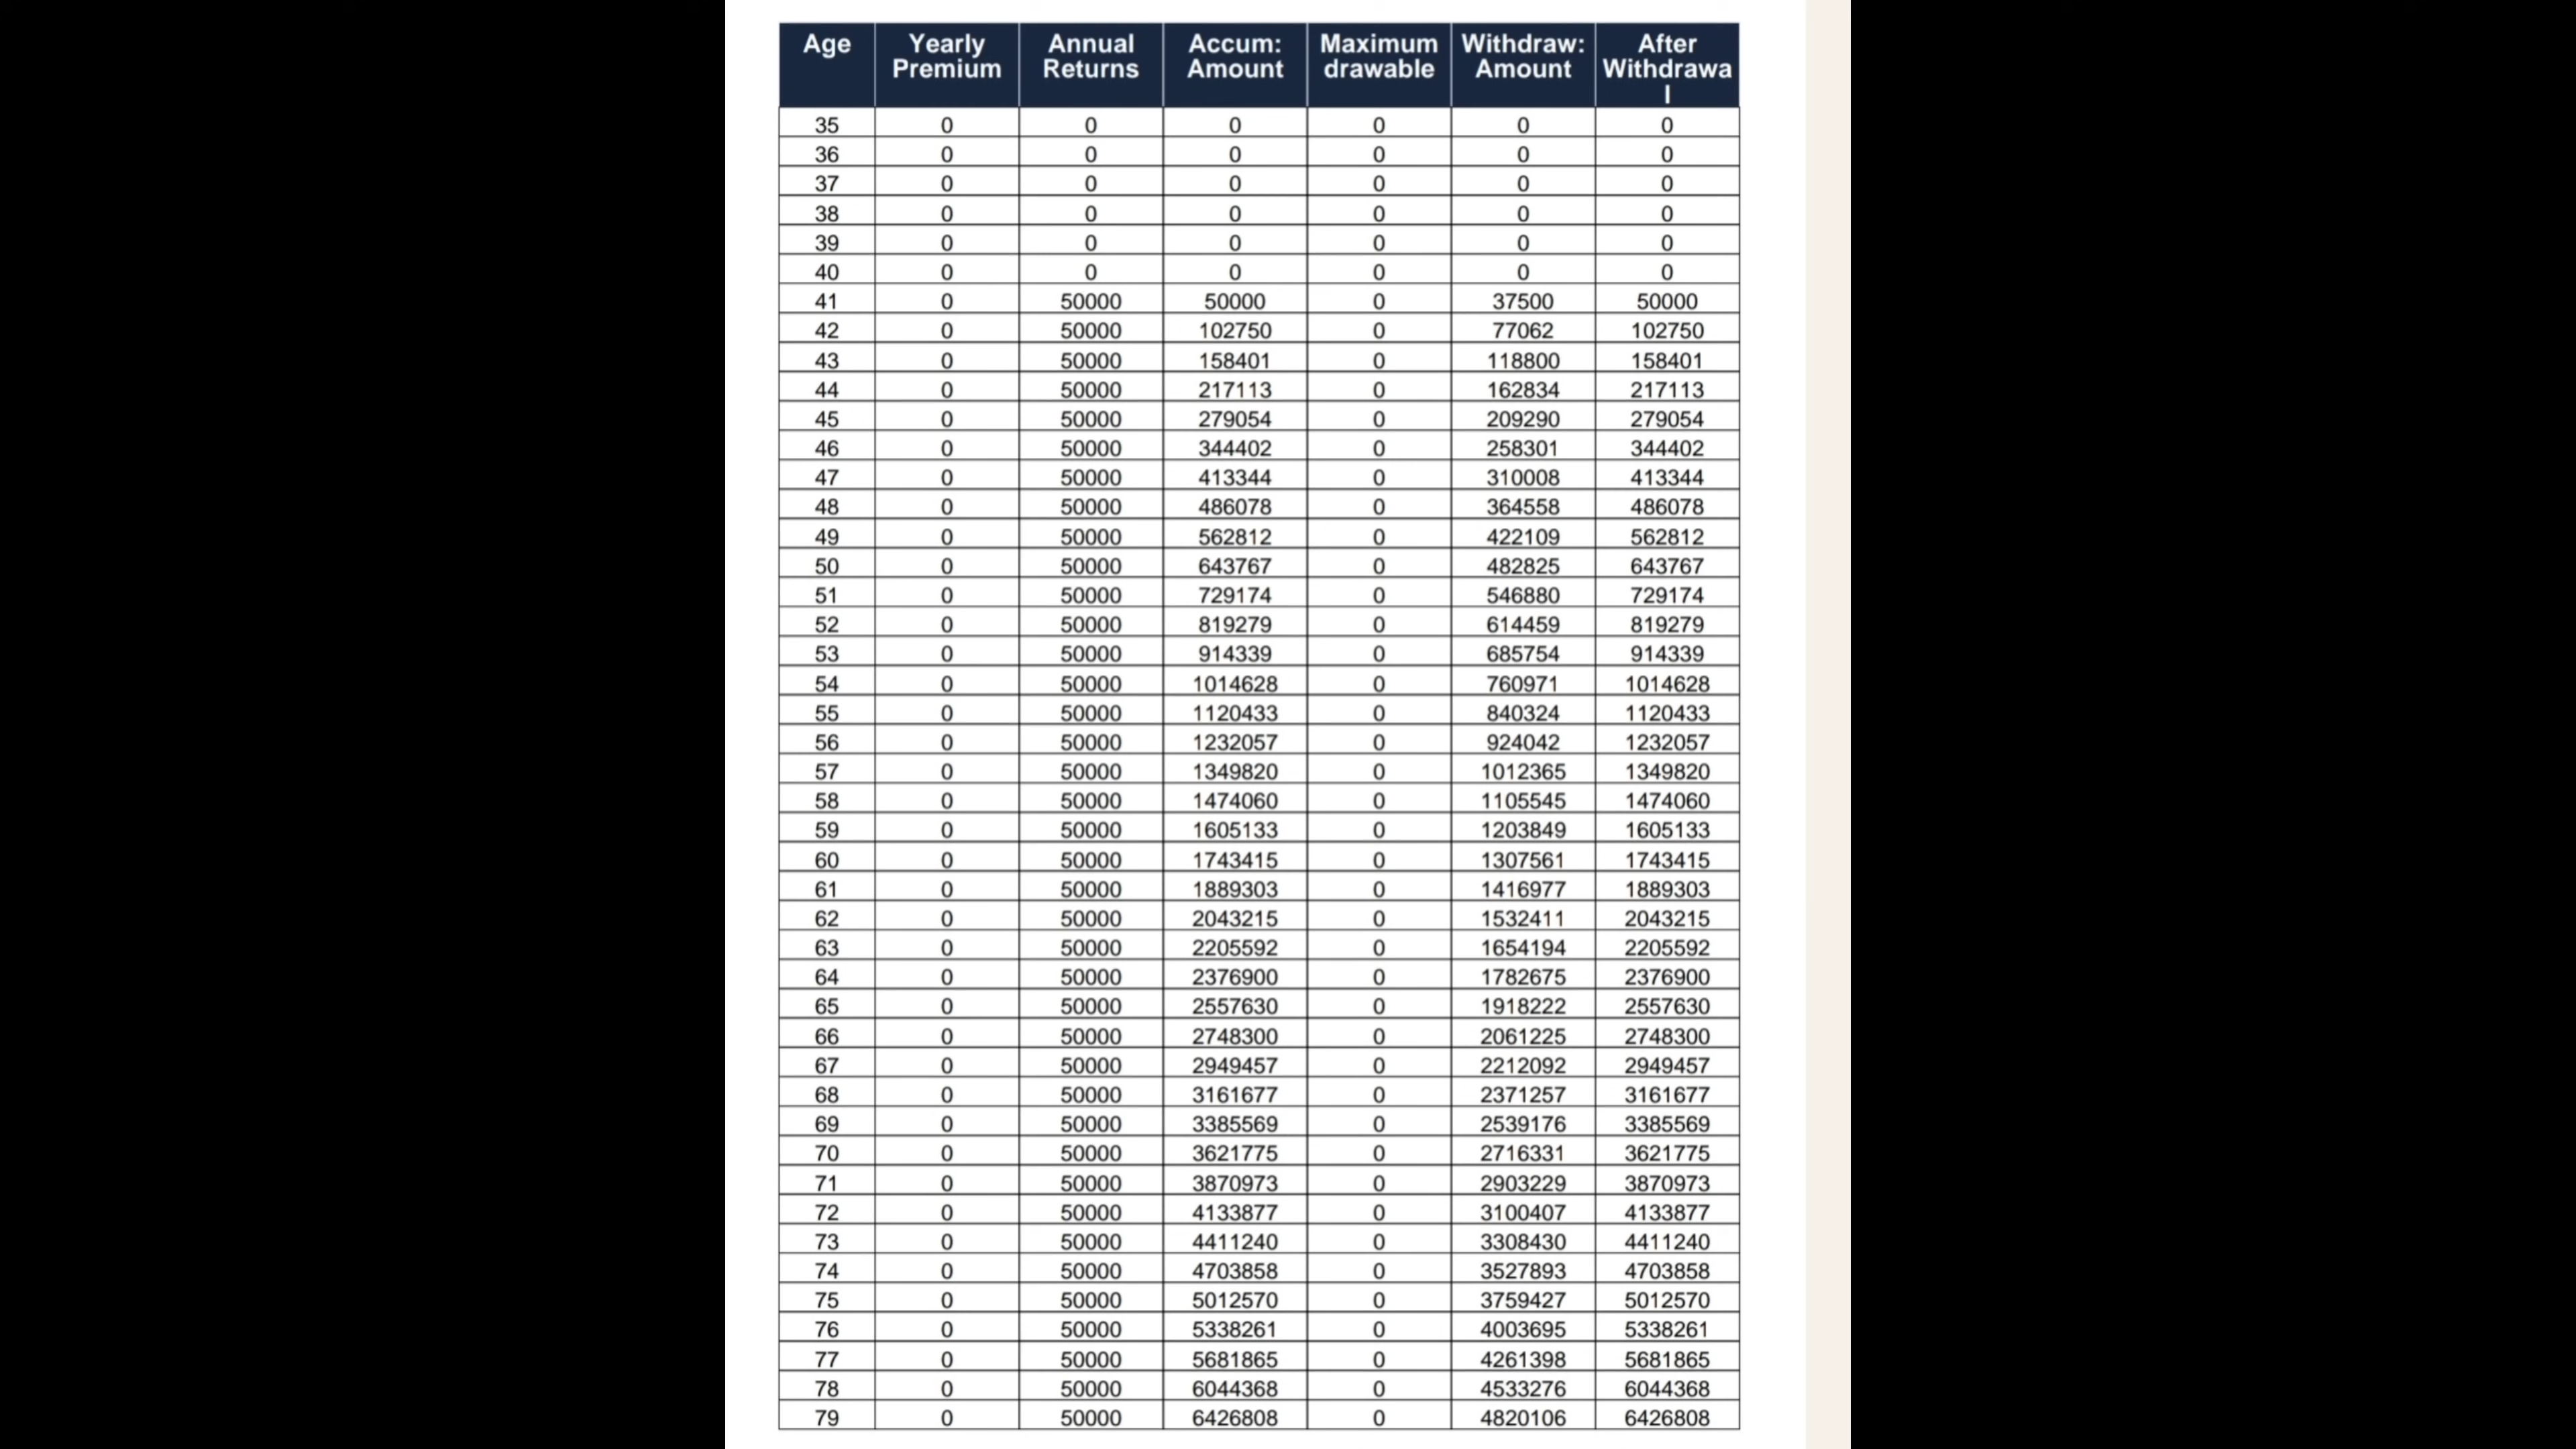 Age Yearly Premium Annual Returns Accum: Amount Maximum drawable Withdraw: Amount After Withdrawal
35 0 0 0 0 0 0
36 0 0 0 0 0 0
37 0 0 0 0 0 0
38 0 0 0 0 0 0
39 0 0 0 0 0 0
40 0 0 0 0 0 0
41 0 50000 50000 0 37500 50000
42 0 50000 102750 0 77062 102750
43 0 50000 158401 0 118800 158401
44 0 50000 217113 0 162834 217113
45 0 50000 279054 0 209290 279054
46 0 50000 344402 0 258301 344402
47 0 50000 413344 0 310008 413344
48 0 50000 486078 0 364558 486078
49 0 50000 562812 0 422109 562812
50 0 50000 643767 0 482825 643767
51 0 50000 729174 0 546880 729174
52 0 50000 819279 0 614459 819279
53 0 50000 914339 0 685754 914339
54 0 50000 1014628 0 760971 1014628
55 0 50000 1120433 0 840324 1120433
56 0 50000 1232057 0 924042 1232057
57 0 50000 1349820 0 1012365 1349820
58 0 50000 1474060 0 1105545 1474060
59 0 50000 1605133 0 1203849 1605133
60 0 50000 1743415 0 1307561 1743415
61 0 50000 1889303 0 1416977 1889303
62 0 50000 2043215 0 1532411 2043215
63 0 50000 2205592 0 1654194 2205592
64 0 50000 2376900 0 1782675 2376900
65 0 50000 2557630 0 1918222 2557630
66 0 50000 2748300 0 2061225 2748300
67 0 50000 2949457 0 2212092 2949457
68 0 50000 3161677 0 2371257 3161677
69 0 50000 3385569 0 2539176 3385569
70 0 50000 3621775 0 2716331 3621775
71 0 50000 3870973 0 2903229 3870973
72 0 50000 4133877 0 3100407 4133877
73 0 50000 4411240 0 3308430 4411240
74 0 50000 4703858 0 3527893 4703858
75 0 50000 5012570 0 3759427 5012570
76 0 50000 5338261 0 4003695 5338261
77 0 50000 5681865 0 4261398 5681865
78 0 50000 6044368 0 4533276 6044368
79 0 50000 6426808 0 4820106 6426808